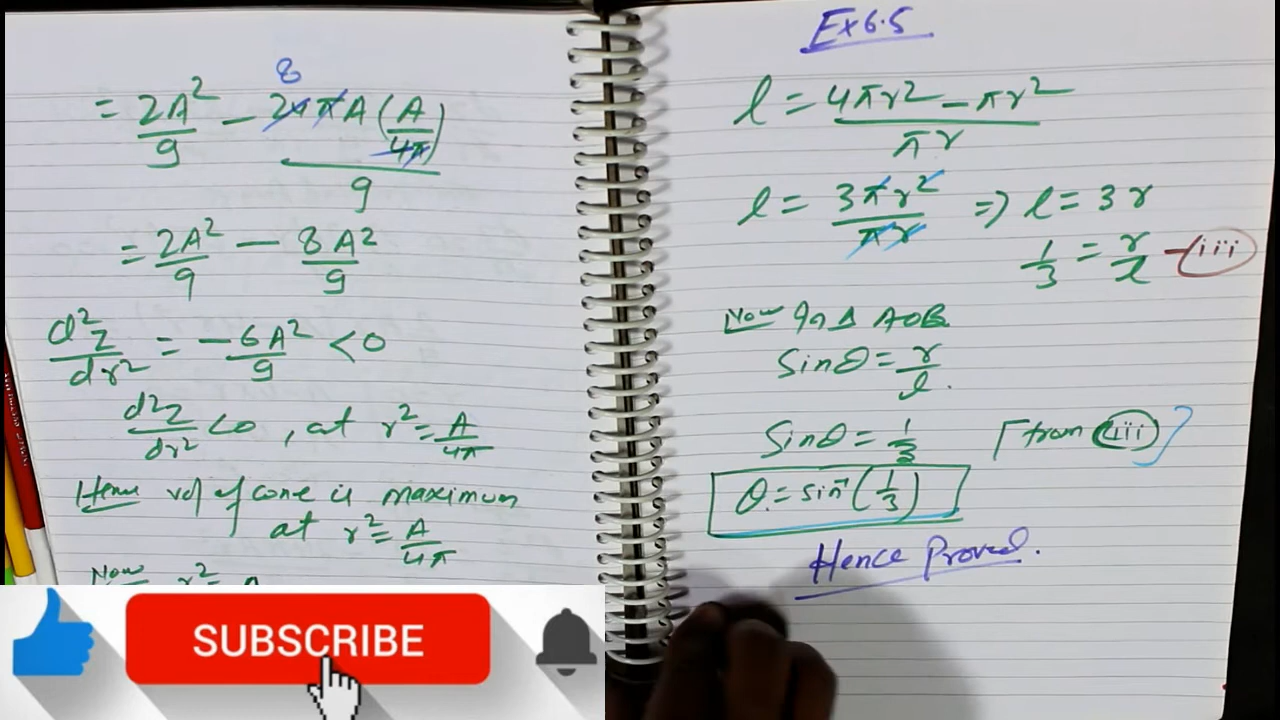 8
= 2A²/9 − 24πA(A/4π)/9
= 2A²/9 − 8A²/9
d²z/dr² = −6A²/9 < 0
d²z/dr² < 0 , at r² = A/4π
Hence vol of cone is maximum
at r² = A/4π
Now r² = A
SUBSCRIBE
Ex 6.5
l = 4πr² − πr²/πr
l = 3πr²/πr ⇒ l = 3r
1/3 = r/l — iii
Now In Δ AOB
Sinθ = r/l.
Sinθ = 1/3 [from iii]
θ = sin⁻¹(1/3)
Hence Proved.